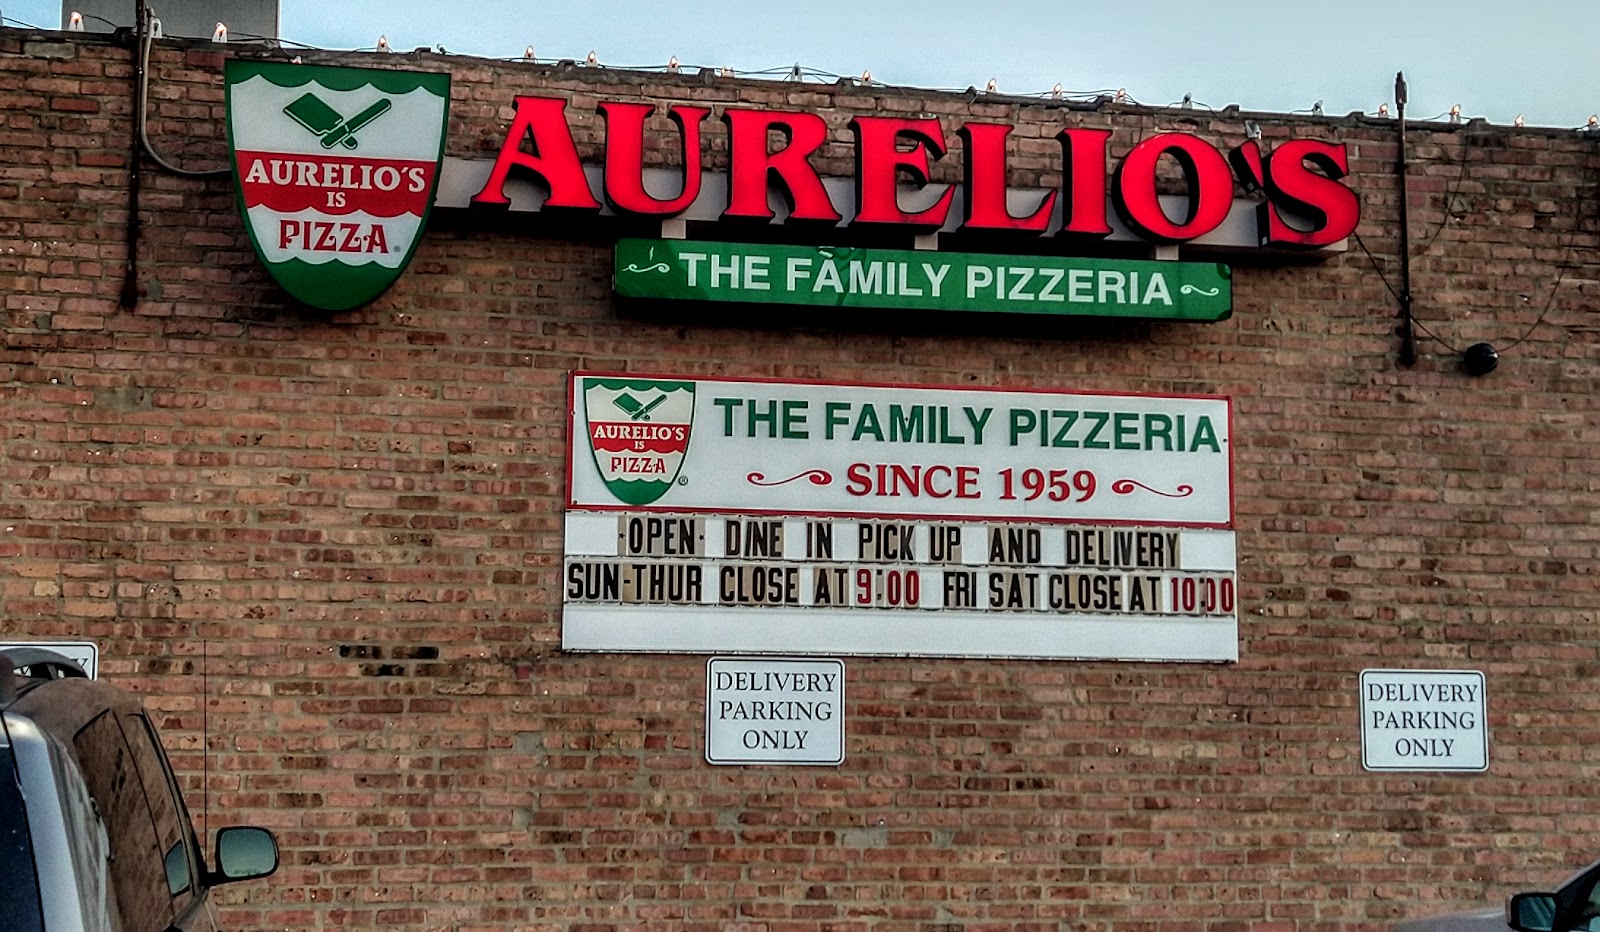 AURELIO'S
IS
PIZZA
AURELIO'S
THE FAMILY PIZZERIA
AURELIO'S
IS
PIZZA®
THE FAMILY PIZZERIA
SINCE 1959
OPEN DINE IN PICK UP AND DELIVERY
SUN-THUR CLOSE AT 9:00 FRI SAT CLOSE AT 10:00
DELIVERY
PARKING
ONLY
DELIVERY
PARKING
ONLY